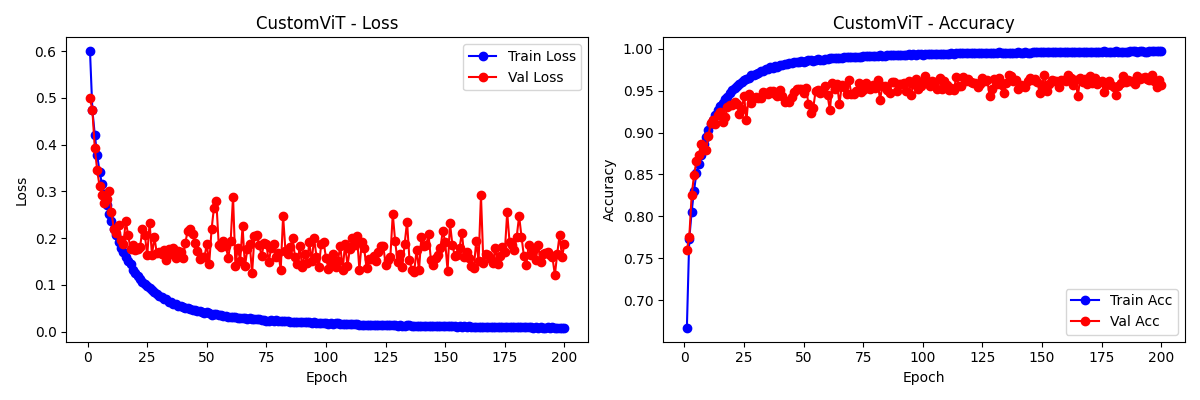 CustomViT - Loss
Train Loss
Val Loss
0.6
0.5
0.4
0.3
0.2
0.1
0.0
Loss
0 25 50 75 100 125 150 175 200
Epoch
CustomViT - Accuracy
1.00
0.95
0.90
0.85
0.80
0.75
0.70
Accuracy
Train Acc
Val Acc
0 25 50 75 100 125 150 175 200
Epoch